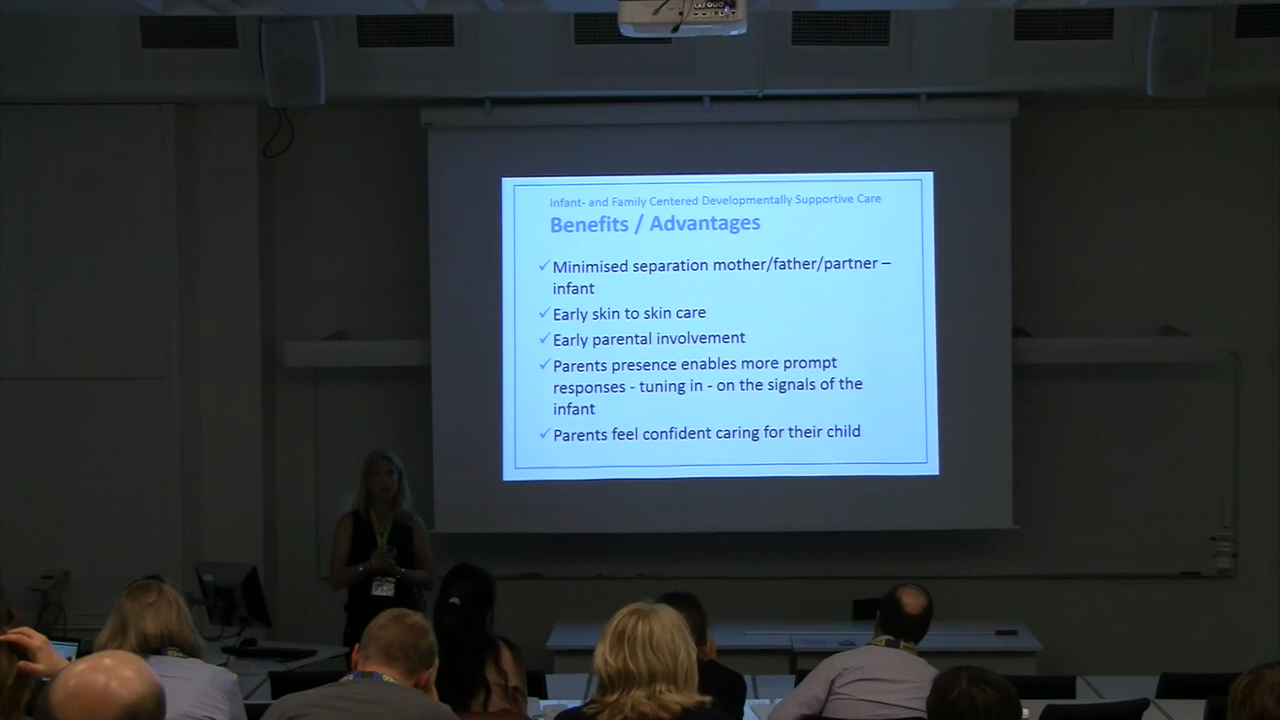 Infant- and Family Centered Developmentally Supportive Care
Benefits / Advantages
✓Minimised separation mother/father/partner –
infant
✓Early skin to skin care
✓Early parental involvement
✓Parents presence enables more prompt
responses - tuning in - on the signals of the
infant
✓Parents feel confident caring for their child